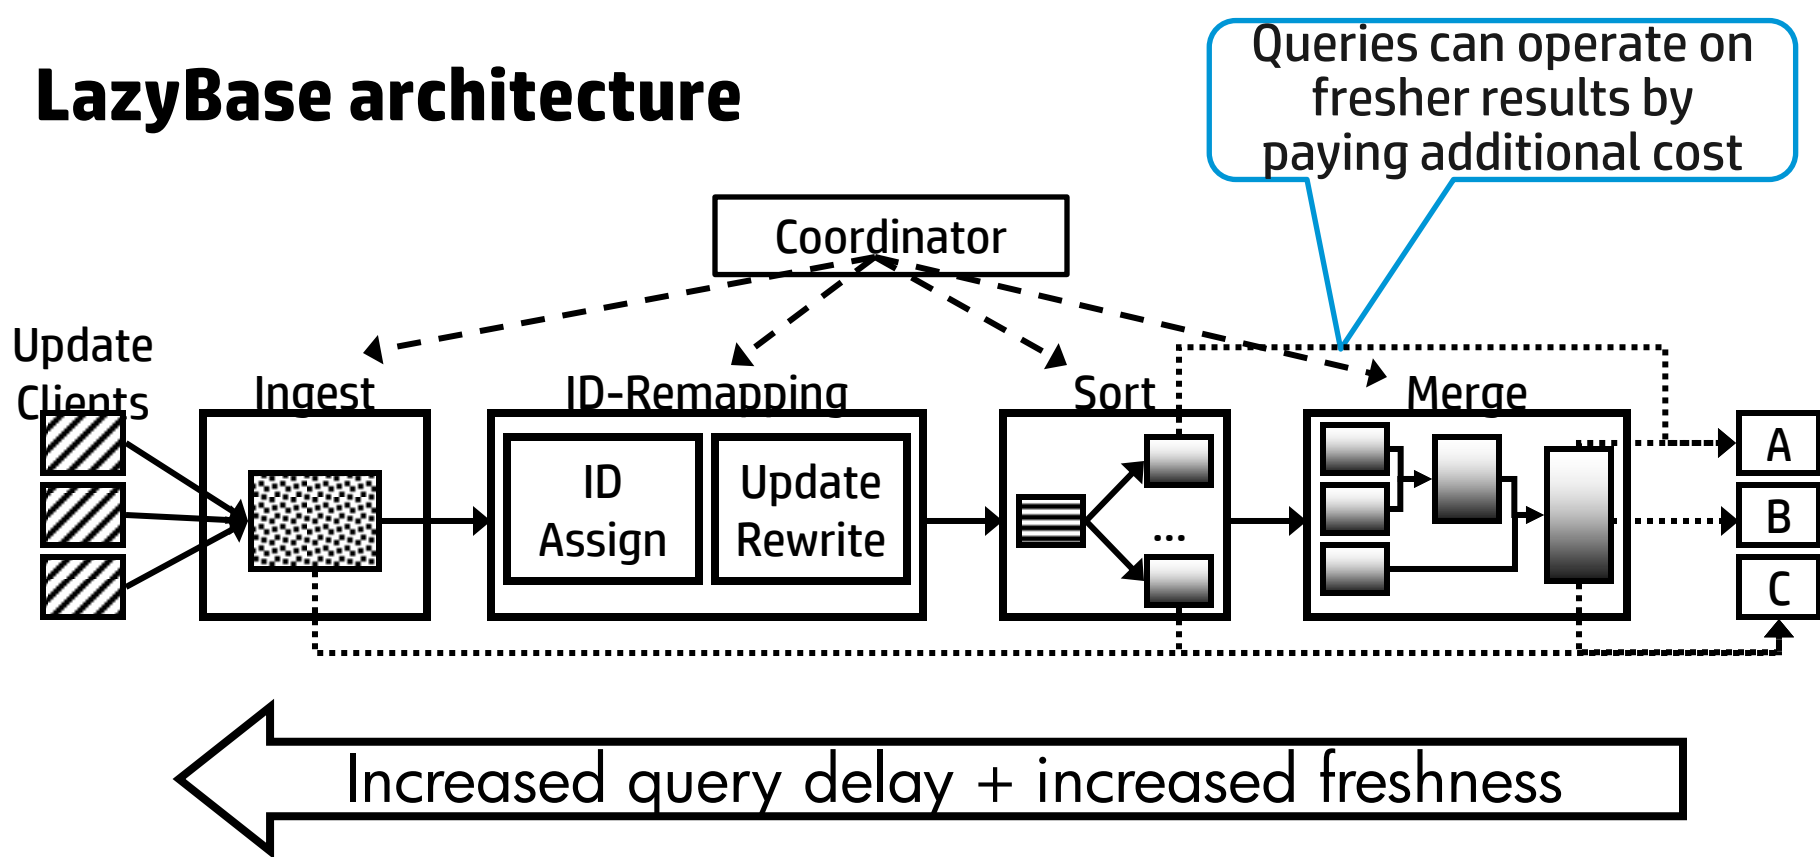 LazyBase architecture
Queries can operate on
fresher results by
paying additional cost
Coordinator
Update
Clients
Ingest
ID-Remapping
Sort
Merge
ID
Assign
Update
Rewrite
...
A
B
C
Increased query delay + increased freshness